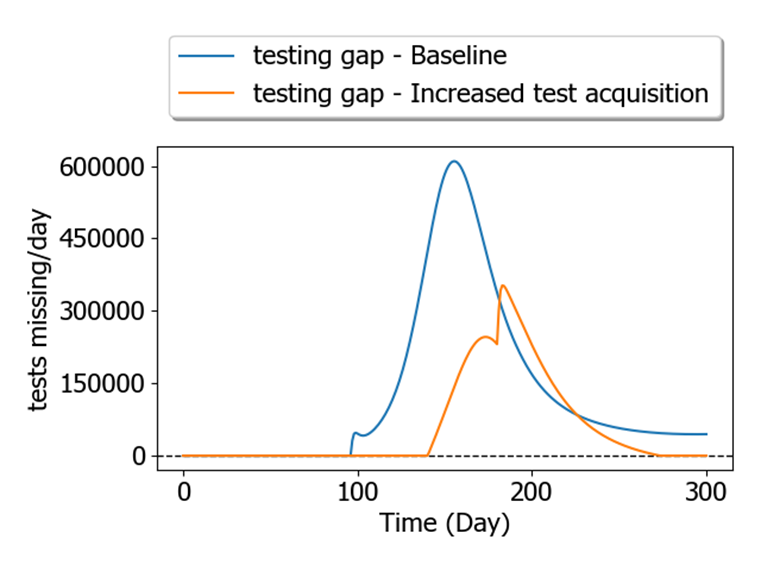 testing gap - Baseline
testing gap - Increased test acquisition
600000
450000
300000
150000
0
tests missing/day
0 100 200 300
Time (Day)